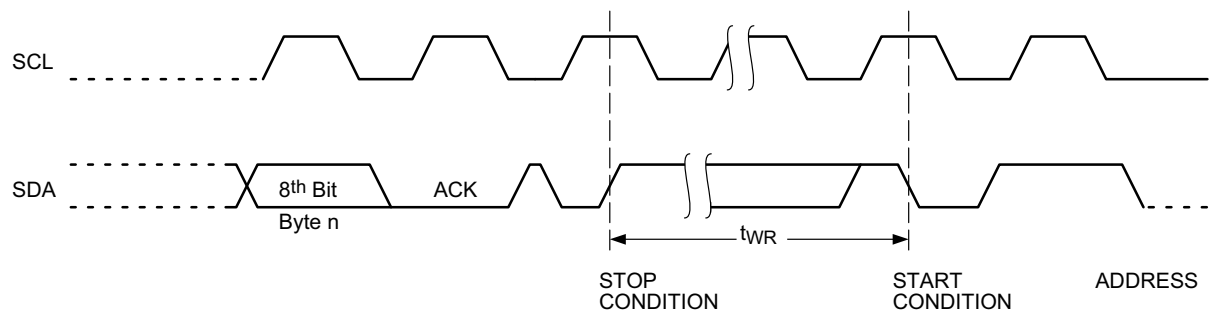 SCL
SDA
8th Bit
Byte n
ACK
tWR
STOP
CONDITION
START
CONDITION
ADDRESS